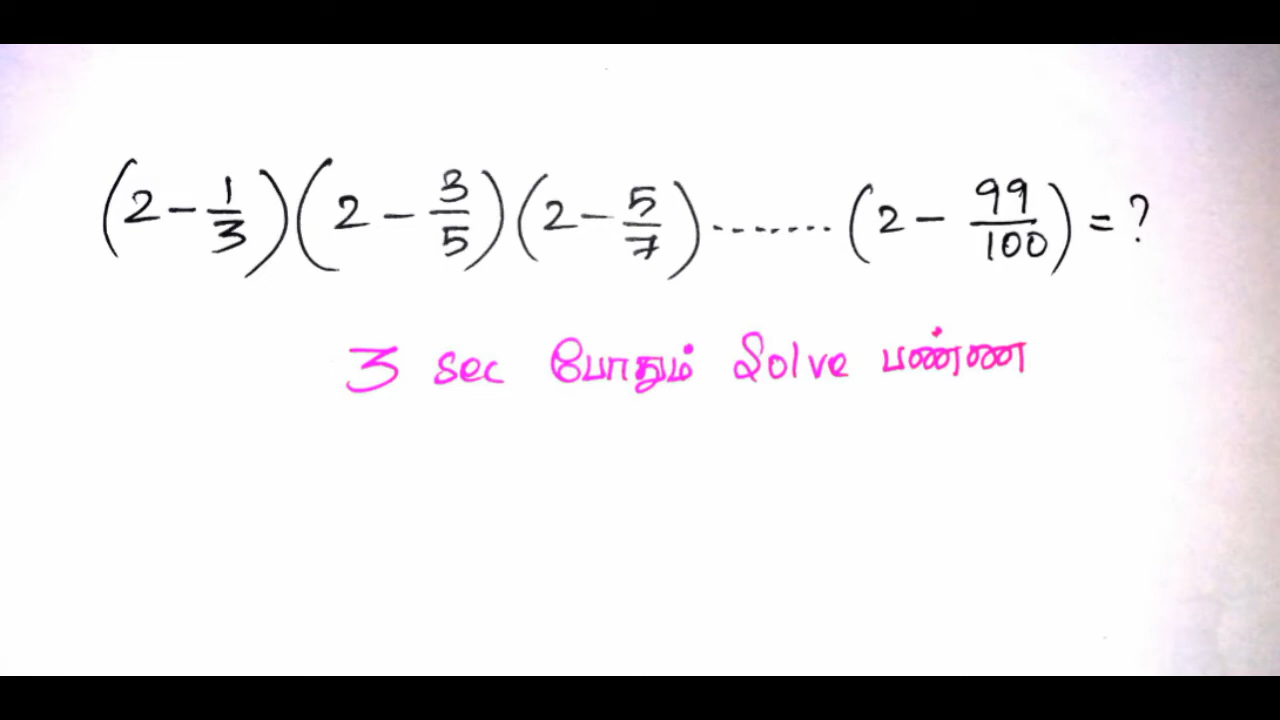 (2 - 1/3)(2 - 3/5)(2 - 5/7).......(2 - 99/100) = ?
3 sec போதும் Solve பண்ண